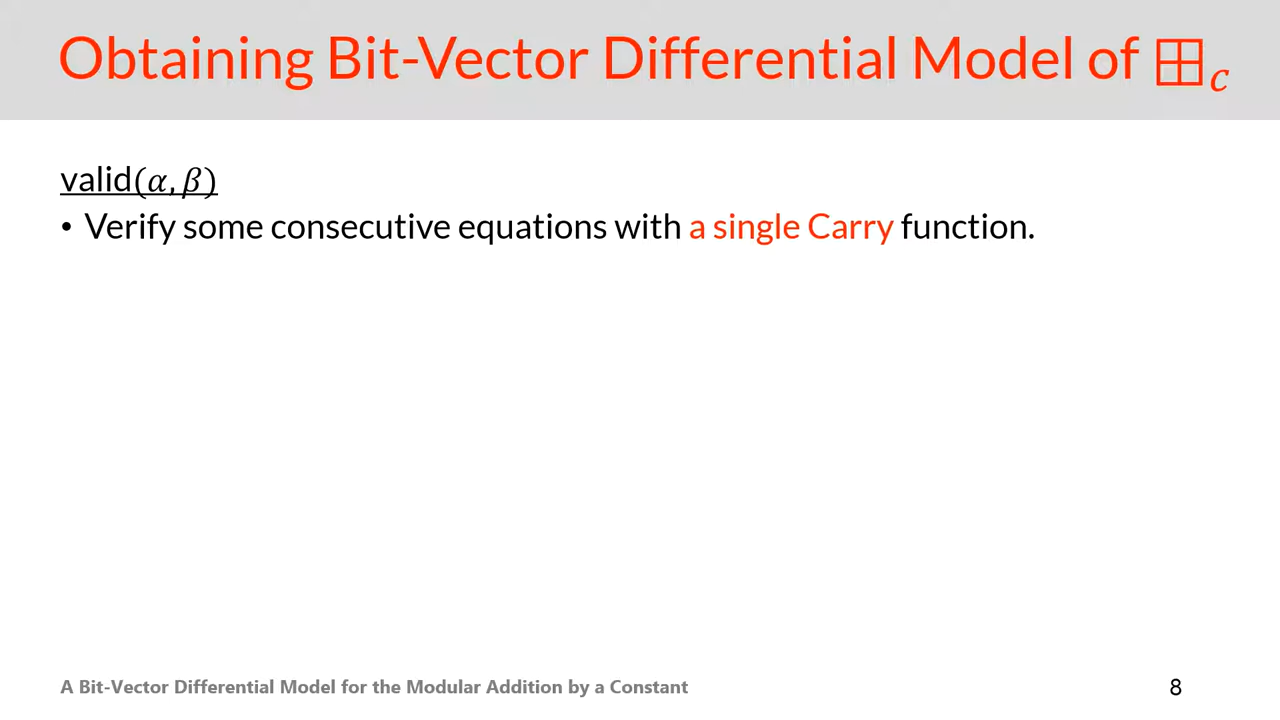 Obtaining Bit-Vector Differential Model of ⊞𝑐
valid(𝛼, 𝛽)
• Verify some consecutive equations with a single Carry function.
A Bit-Vector Differential Model for the Modular Addition by a Constant
8